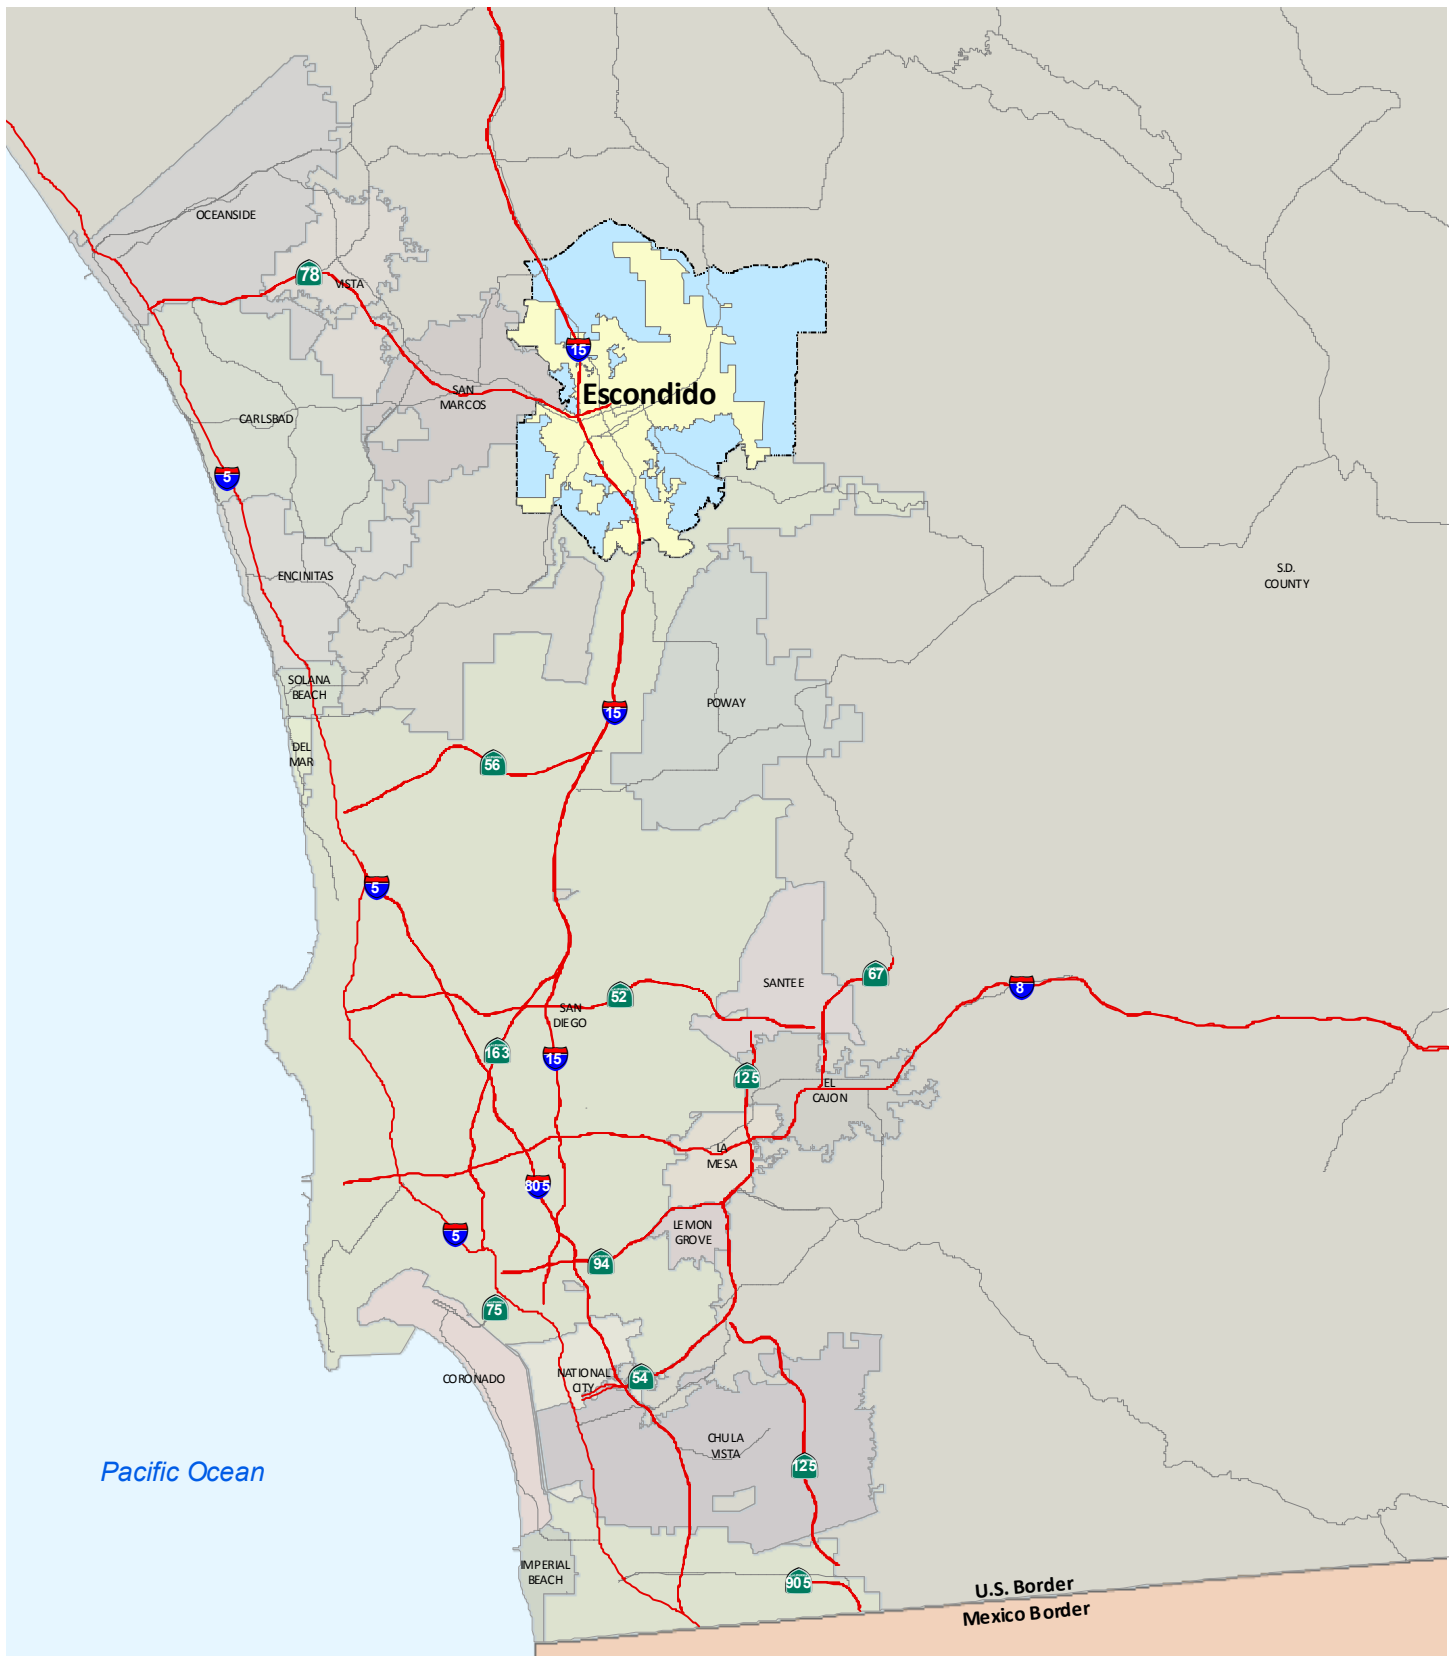 OCEANSIDE
78
VISTA
15
Escondido
SAN
MARCOS
CARLSBAD
5
ENCINITAS
S.D.
COUNTY
SOLANA
BEACH
POWAY
15
DEL
MAR
56
5
SANTEE
67
8
52
SAN
DIEGO
163
15
125
EL
CAJON
LA
MESA
805
5
LEMON
GROVE
94
75
CORONADO
NATIONAL
CITY
54
CHULA
VISTA
125
Pacific Ocean
IMPERIAL
BEACH
905
U.S. Border
Mexico Border